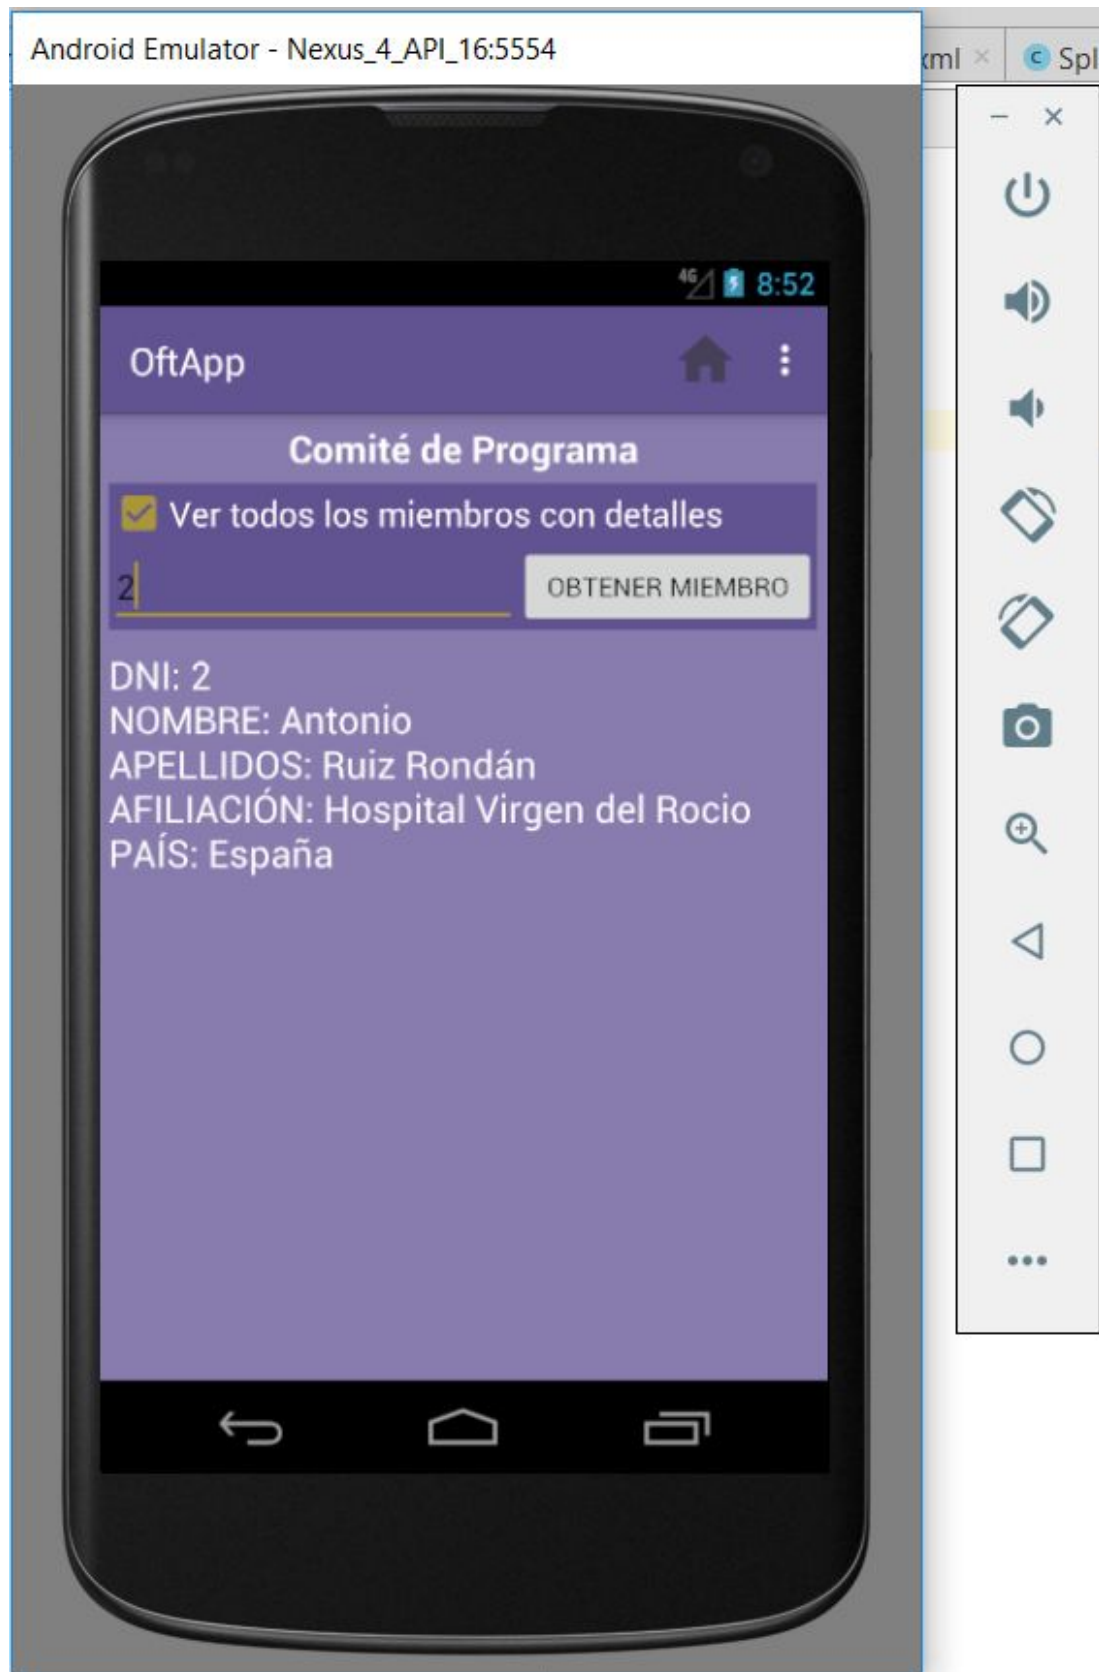 Android Emulator - Nexus_4_API_16:5554
xml
C Spl
4G 8:52
OftApp
Comité de Programa
Ver todos los miembros con detalles
2
OBTENER MIEMBRO
DNI: 2
NOMBRE: Antonio
APELLIDOS: Ruiz Rondán
AFILIACIÓN: Hospital Virgen del Rocio
PAÍS: España